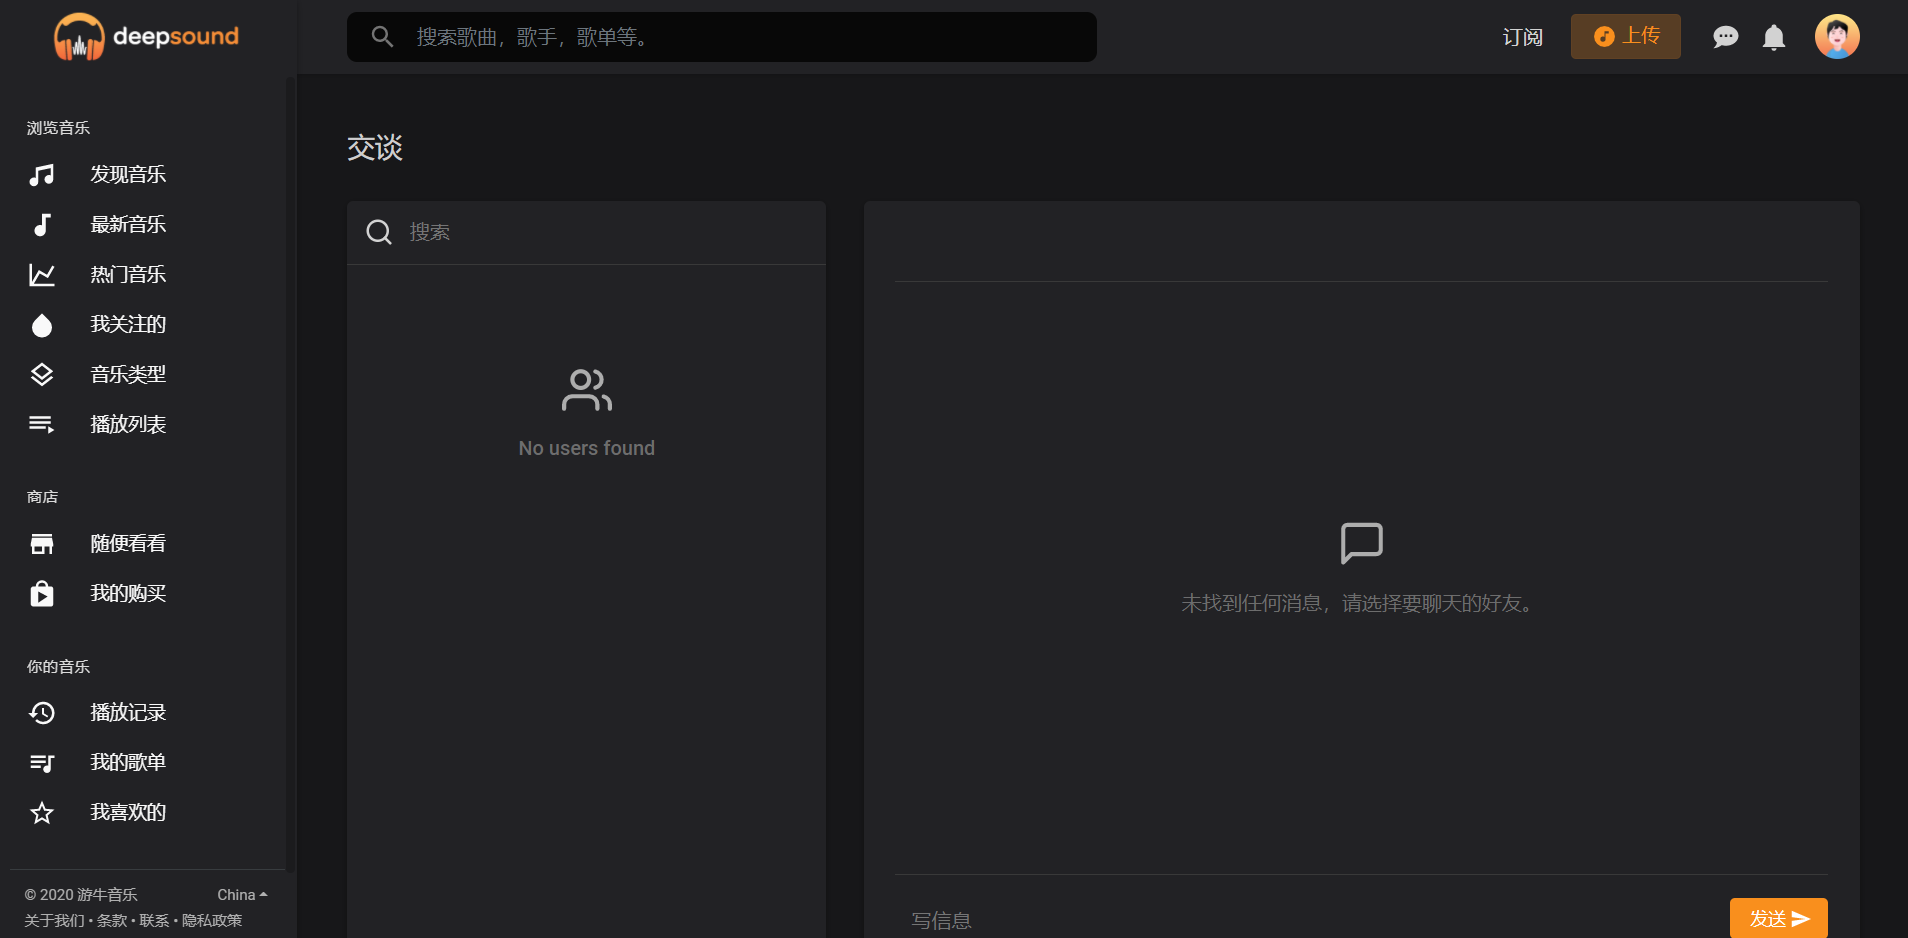 deepsound
搜索歌曲，歌手，歌单等。
订阅
上传
浏览音乐
发现音乐
最新音乐
热门音乐
我关注的
音乐类型
播放列表
商店
随便看看
我的购买
你的音乐
播放记录
我的歌单
我喜欢的
© 2020 游牛音乐
China
关于我们 • 条款 • 联系 • 隐私政策
交谈
搜索
No users found
未找到任何消息，请选择要聊天的好友。
写信息
发送